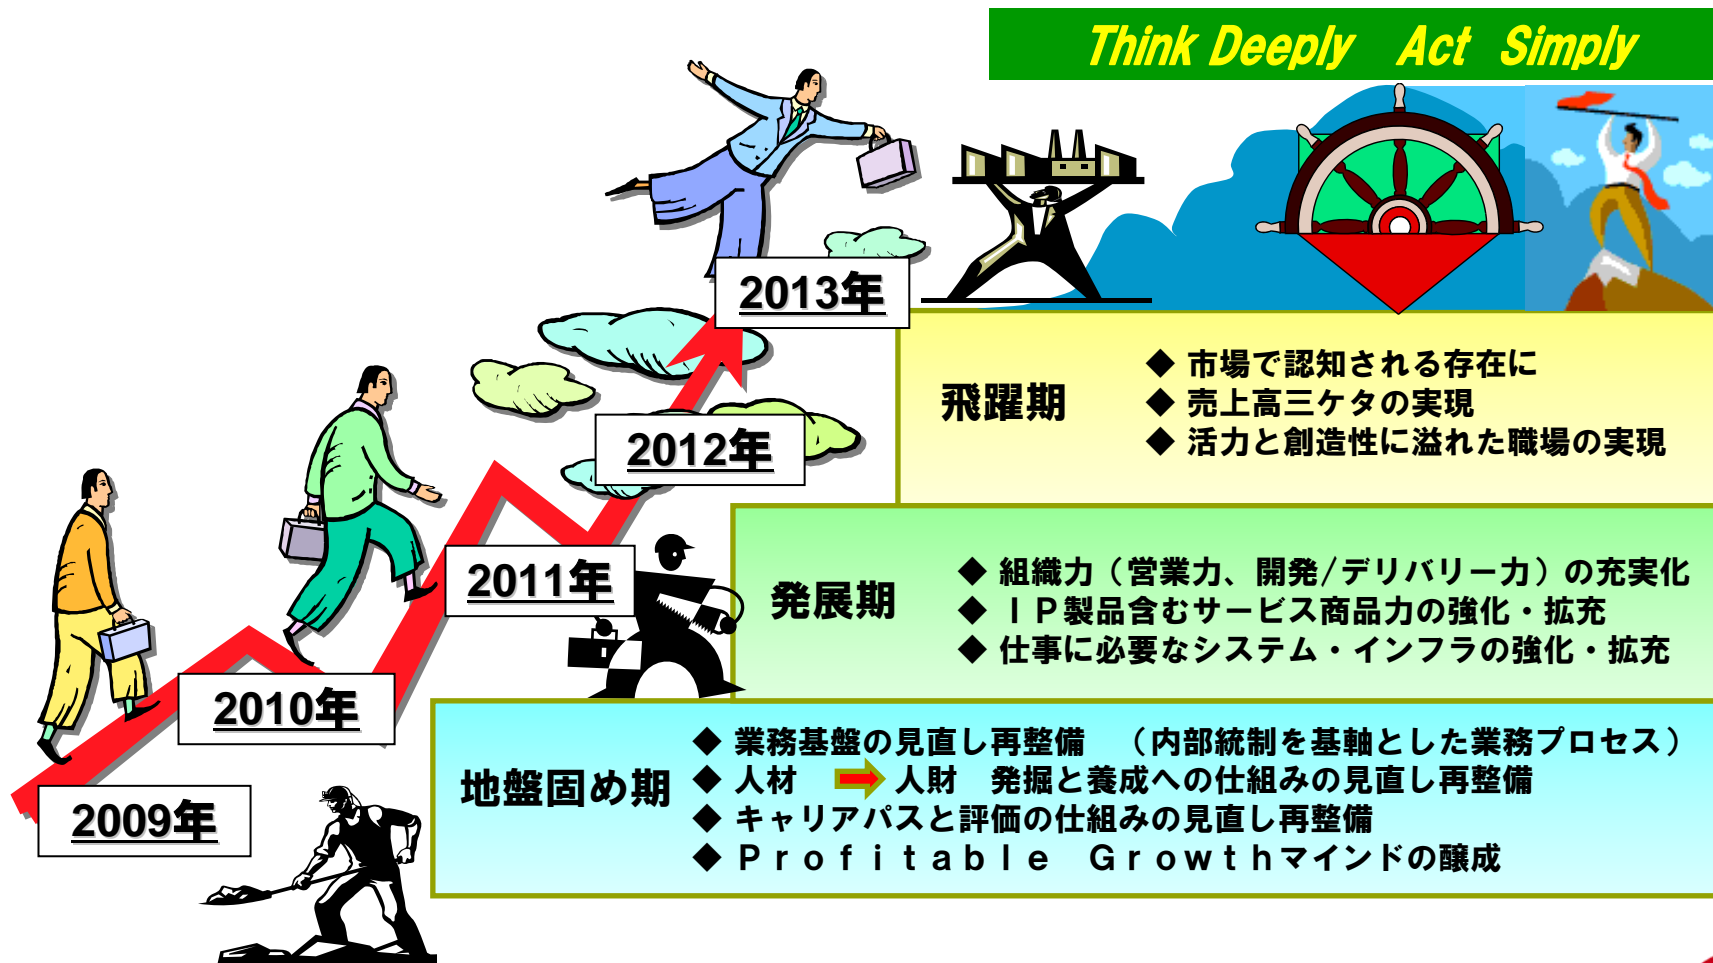 Think Deeply　Act　Simply
2013年
飛躍期
◆ 市場で認知される存在に
◆ 売上高三ケタの実現
◆ 活力と創造性に溢れた職場の実現
2012年
2011年
発展期
◆ 組織力（営業力、開発/デリバリー力）の充実化
◆ ＩＰ製品含むサービス商品力の強化・拡充
◆ 仕事に必要なシステム・インフラの強化・拡充
2010年
地盤固め期
◆ 業務基盤の見直し再整備　（内部統制を基軸とした業務プロセス）
◆ 人材　➡　人財　発掘と養成への仕組みの見直し再整備
◆ キャリアパスと評価の仕組みの見直し再整備
◆ Ｐｒｏｆｉｔａｂｌｅ　Ｇｒｏｗｔｈマインドの醸成
2009年